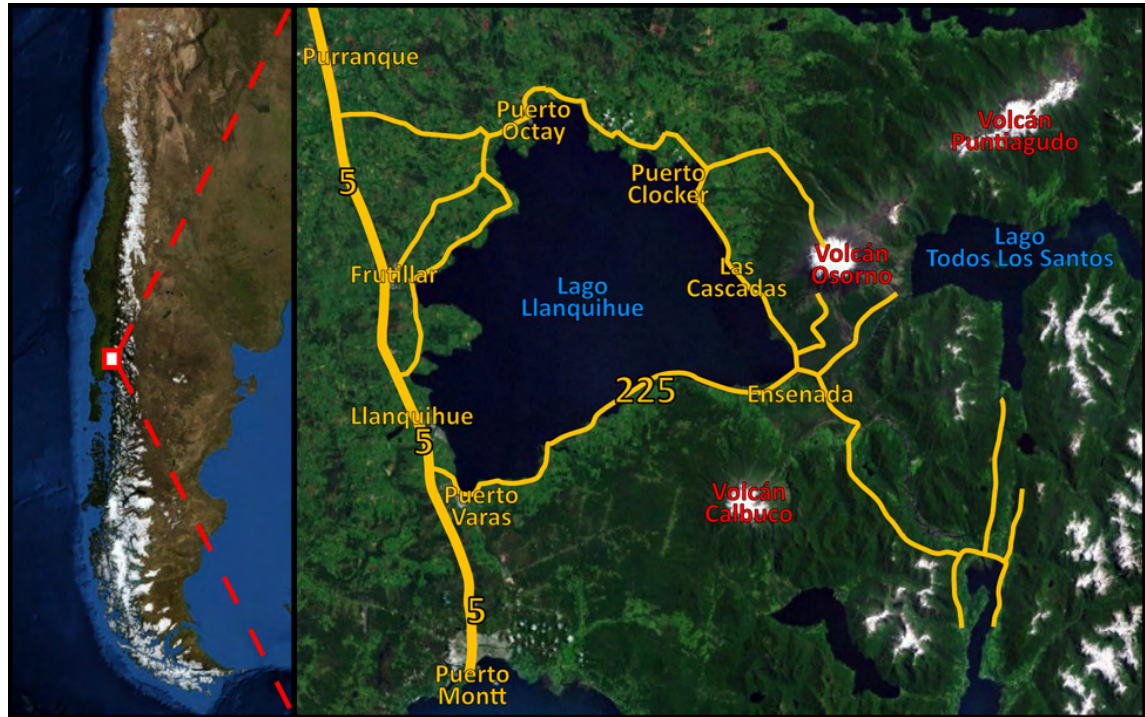 Purranque
Puerto
Octay
Volcán
Puntiagudo
5
Puerto
Clocker
Lago
Todos Los Santos
Volcán
Osorno
Frutillar
Las
Cascadas
Lago
Llanquihue
225
Ensenada
Llanquihue
5
Puerto
Varas
Volcán
Calbuco
5
Puerto
Montt